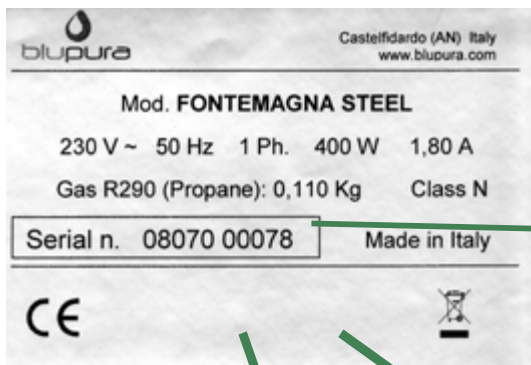 blupura
Castelfidardo (AN) Italy
www.blupura.com
Mod. FONTEMAGNA STEEL
230 V ~ 50 Hz 1 Ph. 400 W 1,80 A
Gas R290 (Propane): 0,110 Kg Class N
Serial n. 08070 00078 Made in Italy
CE